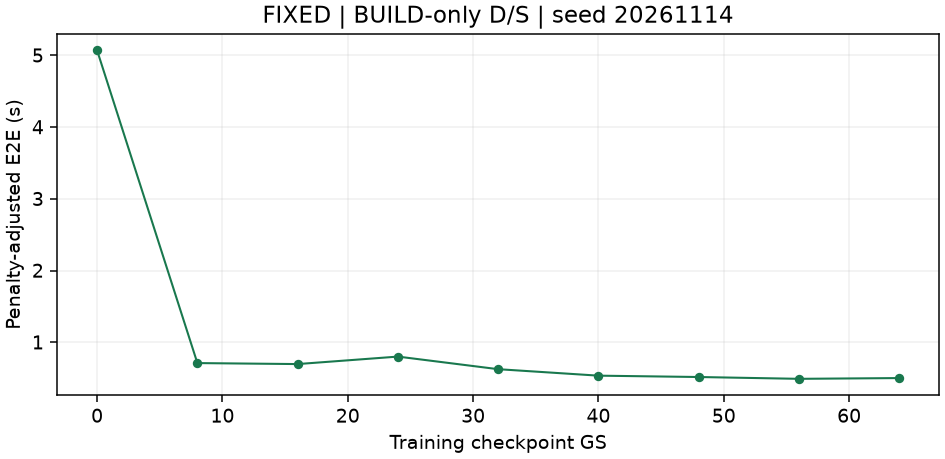 FIXED | BUILD-only D/S | seed 20261114
Penalty-adjusted E2E (s)
5
4
3
2
1
0 10 20 30 40 50 60
Training checkpoint GS